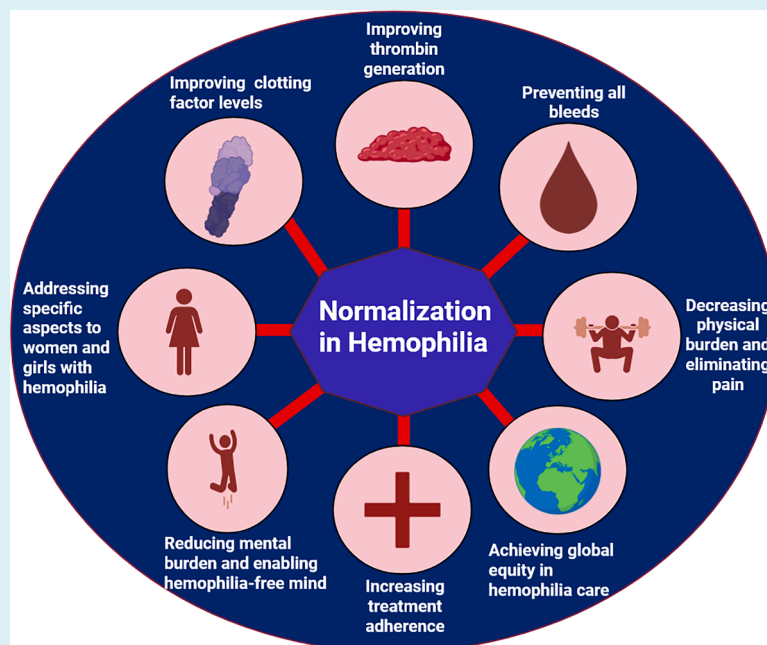 Improving
thrombin
generation
Improving clotting
factor levels
Preventing all
bleeds
Normalization
in Hemophilia
Addressing
specific
aspects to
women and
girls with
hemophilia
Decreasing
physical
burden and
eliminating
pain
Reducing mental
burden and enabling
hemophilia-free mind
Increasing
treatment
adherence
Achieving global
equity in
hemophilia care